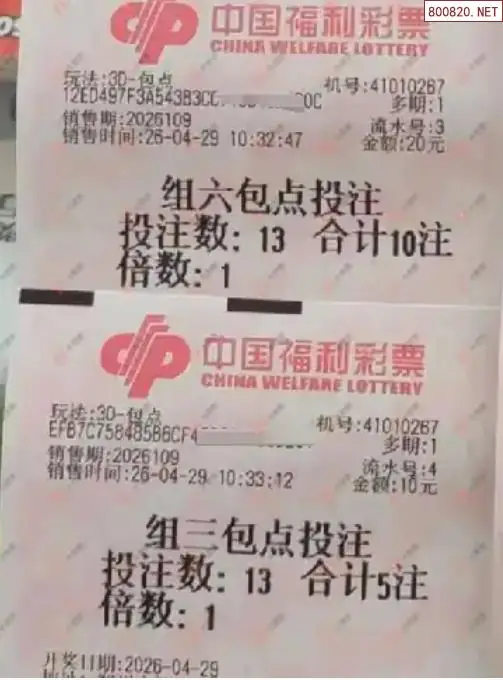 800820.NET
中国福利彩票
CHINA WELFARE LOTTERY
玩法:3D-包点 机号:41010267
12ED497F3A543B3CC 0C 多期:1
销售期:2026109 流水号:3
销售时间:26-04-29 10:32:47 金额:20元
组六包点投注
投注数: 13 合计10注
倍数: 1
中国福利彩票
CHINA WELFARE LOTTERY
玩法:3D-包点 机号:41010267
EFB7C758485B6CF4 多期:1
销售期:2026109 流水号:4
销售时间:26-04-29 10:33:12 金额:10元
组三包点投注
投注数: 13 合计5注
倍数: 1
开奖日期:2026-04-29